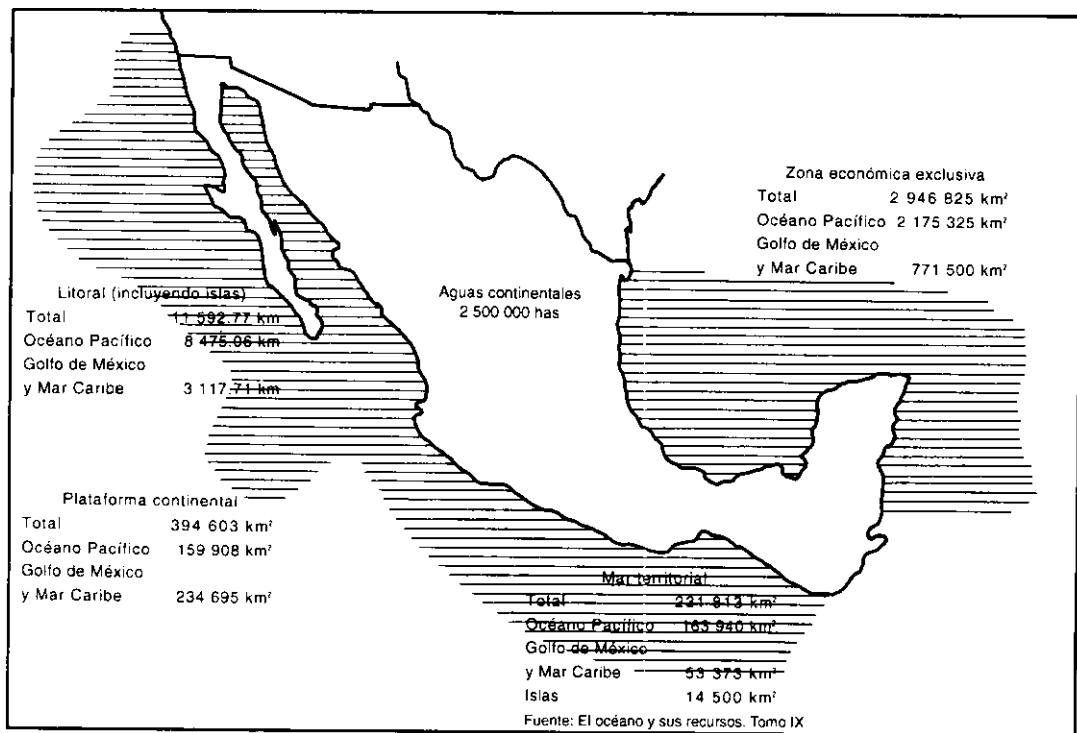 Zona económica exclusiva
Total 2 946 825 km²
Océano Pacífico 2 175 325 km²
Golfo de México
y Mar Caribe 771 500 km²
Aguas continentales
2 500 000 has
Litoral (incluyendo islas)
Total 11 592.77 km
Océano Pacífico 8 475.06 km
Golfo de México
y Mar Caribe 3 117.71 km
Plataforma continental
Total 394 603 km²
Océano Pacífico 159 908 km²
Golfo de México
y Mar Caribe 234 695 km²
Mar territorial
Total 231 813 km²
Océano Pacífico 163 940 km²
Golfo de México
y Mar Caribe 53 373 km²
Islas 14 500 km²
Fuente: El océano y sus recursos. Tomo IX